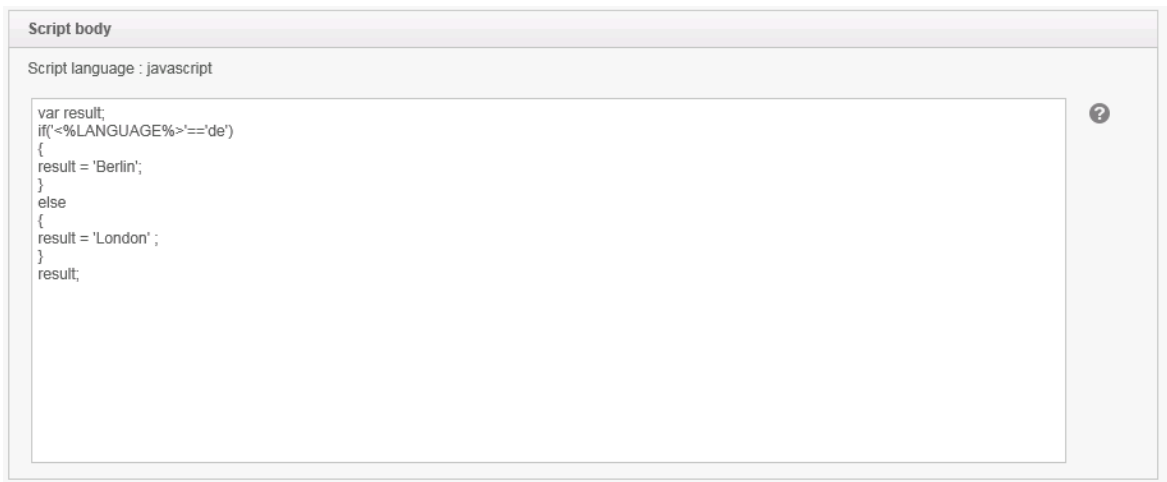 Script body
Script language : javascript
var result;
if('<%LANGUAGE%>'=='de')
{
result = 'Berlin';
}
else
{
result = 'London' ;
}
result;
?